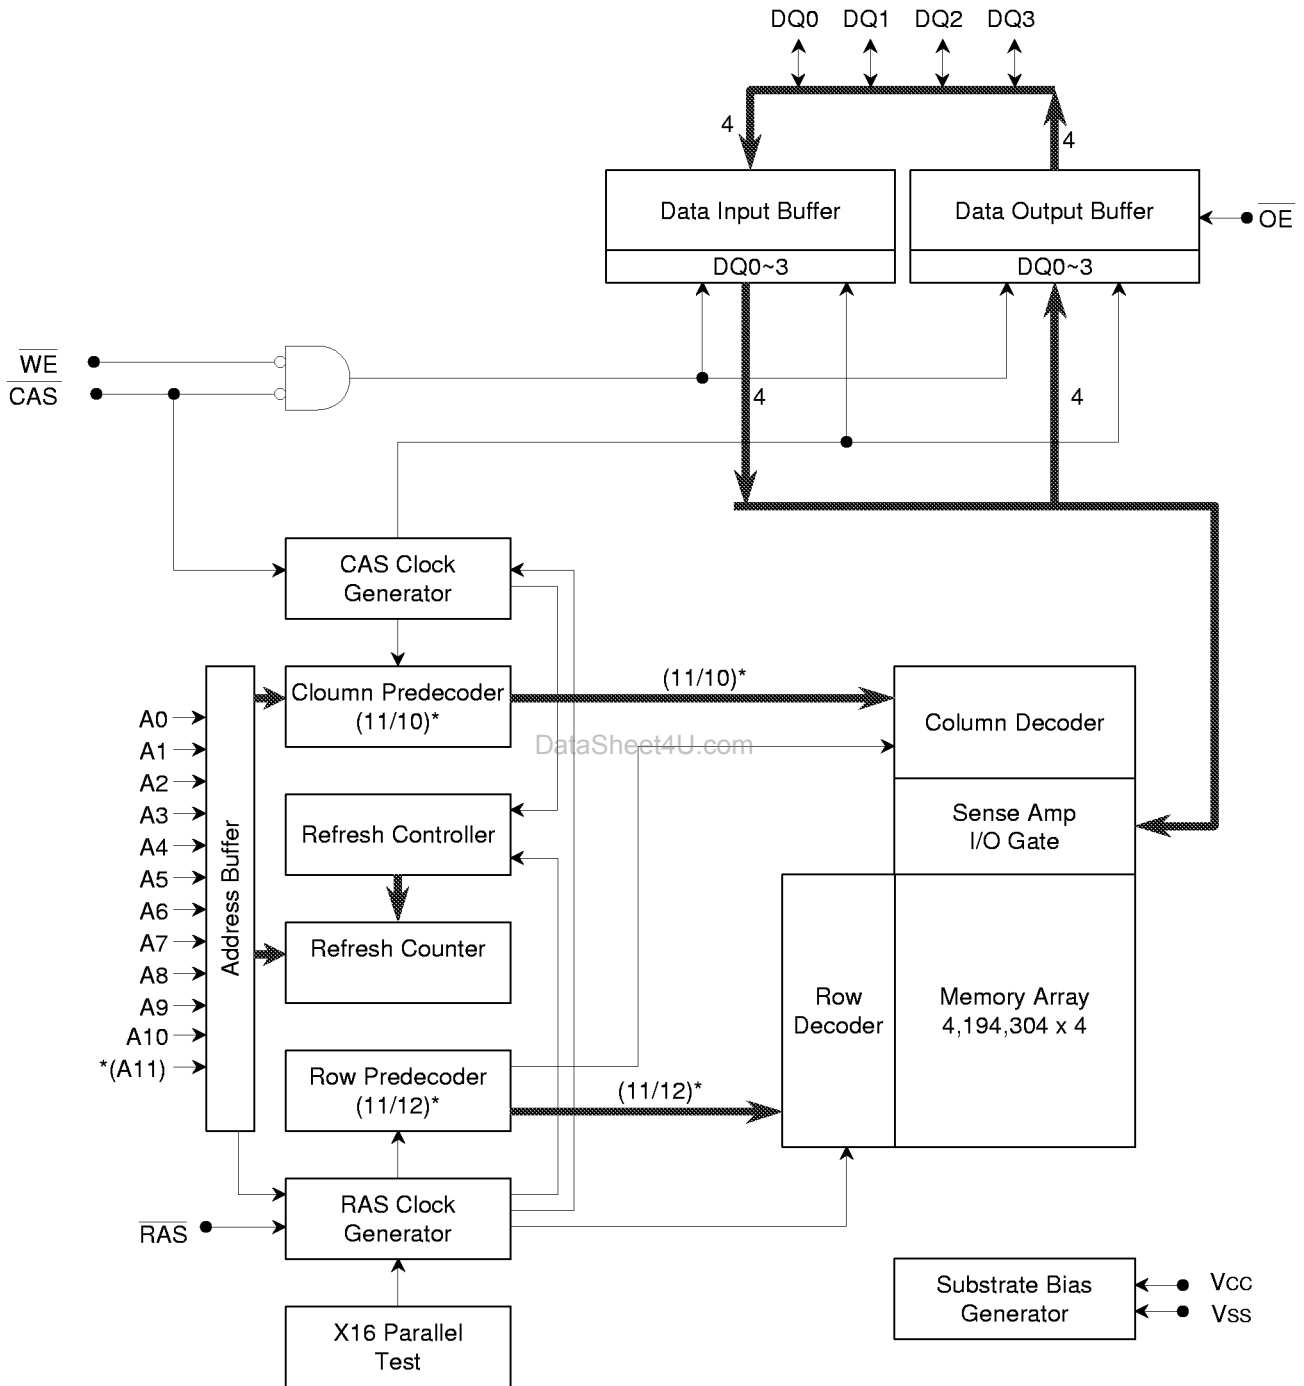 DQ0 DQ1 DQ2 DQ3
4
4
Data Input Buffer
DQ0~3
Data Output Buffer
DQ0~3
OE
WE
CAS
4
4
CAS Clock
Generator
Cloumn Predecoder
(11/10)*
(11/10)*
Column Decoder
DataSheet4U.com
A0
A1
A2
A3
A4
A5
A6
A7
A8
A9
A10
*(A11)
Address Buffer
Refresh Controller
Refresh Counter
Sense Amp
I/O Gate
Row
Decoder
Memory Array
4,194,304 x 4
Row Predecoder
(11/12)*
(11/12)*
RAS
RAS Clock
Generator
X16 Parallel
Test
Substrate Bias
Generator
Vcc
Vss